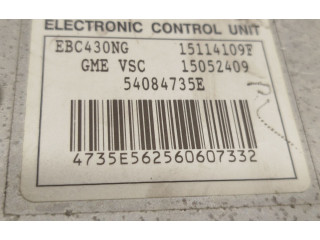 ELECTRONIC CONTROL UNIT
EBC430NG 15114109F
GME VSC 15052409
54084735E
4735E562560607332